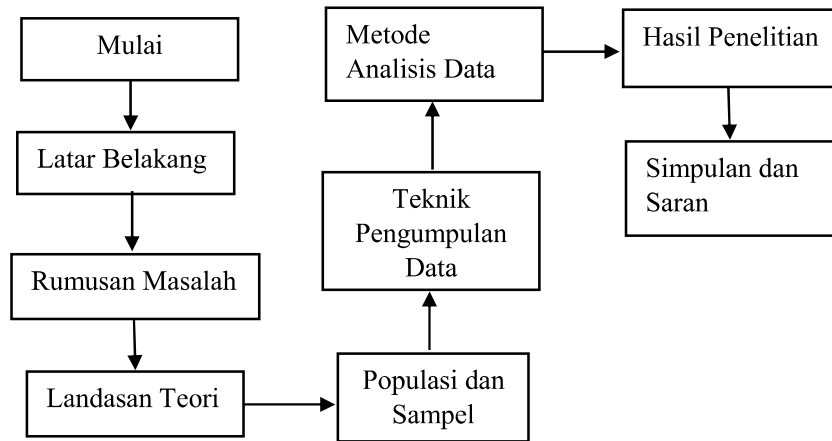 Mulai
Latar Belakang
Rumusan Masalah
Landasan Teori
Populasi dan
Sampel
Teknik
Pengumpulan
Data
Metode
Analisis Data
Hasil Penelitian
Simpulan dan
Saran